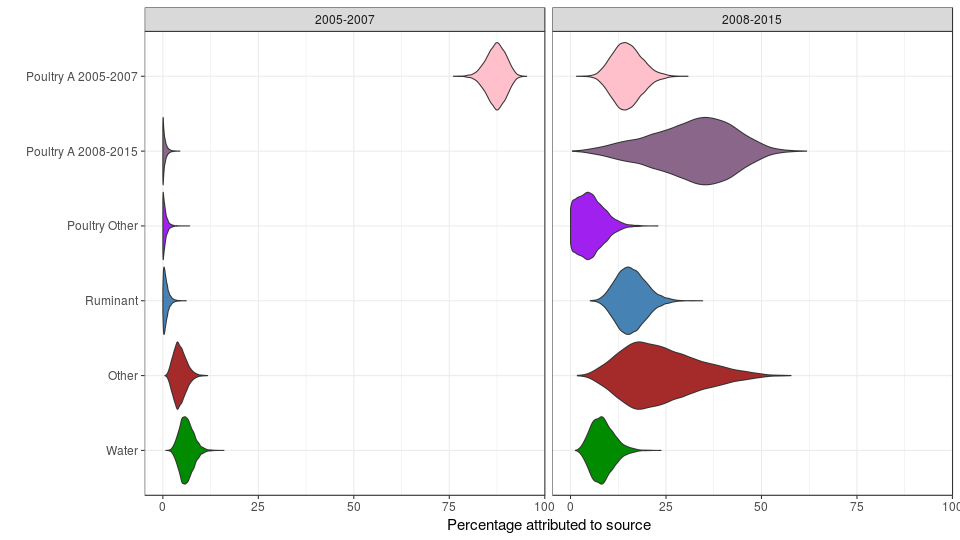 2005-2007
2008-2015
Poultry A 2005-2007
Poultry A 2008-2015
Poultry Other
Ruminant
Other
Water
0 25 50 75 100 0 25 50 75 100
Percentage attributed to source